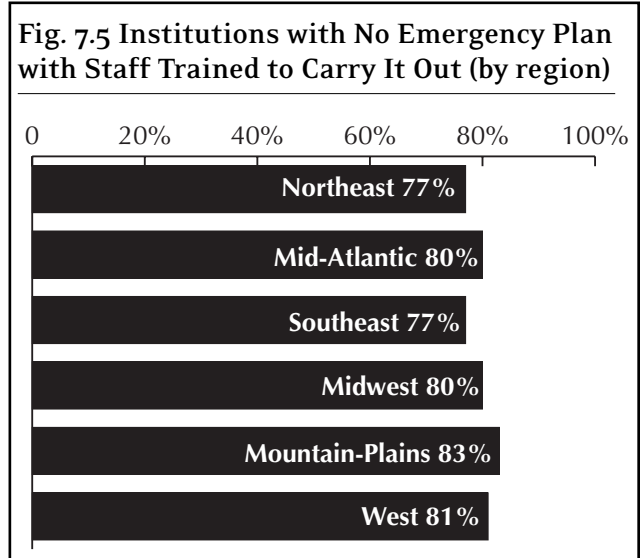 Fig. 7.5 Institutions with No Emergency Plan
with Staff Trained to Carry It Out (by region)
0 20% 40% 60% 80% 100%
Northeast 77%
Mid-Atlantic 80%
Southeast 77%
Midwest 80%
Mountain-Plains 83%
West 81%